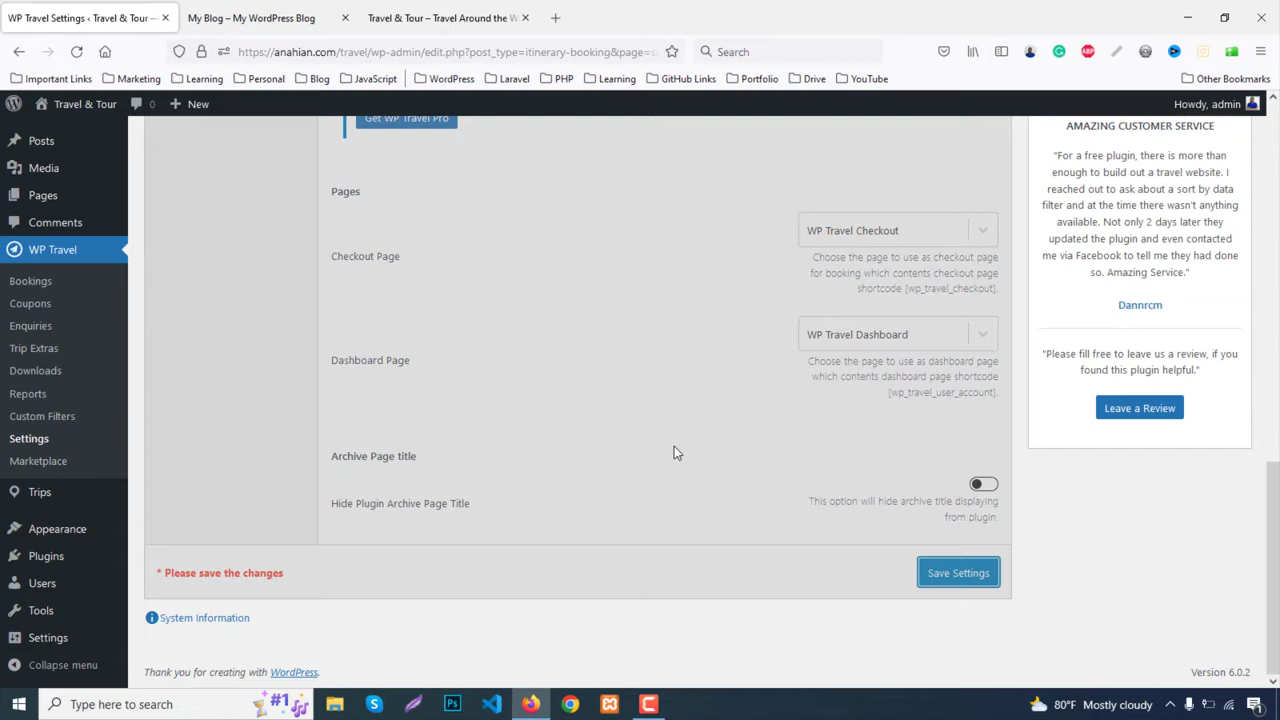 WP Travel Settings ‹ Travel & Tour —
My Blog – My WordPress Blog
Travel & Tour – Travel Around the W
https://anahian.com/travel/wp-admin/edit.php?post_type=itinerary-booking&page=s
Search
Important Links
Marketing
Learning
Personal
Blog
JavaScript
WordPress
Laravel
PHP
Learning
GitHub Links
Portfolio
Drive
YouTube
Other Bookmarks
Travel & Tour
0
New
Howdy, admin
Posts
Media
Pages
Comments
WP Travel
Bookings
Coupons
Enquiries
Trip Extras
Downloads
Reports
Custom Filters
Settings
Marketplace
Trips
Appearance
Plugins
Users
Tools
Settings
Collapse menu
Get WP Travel Pro
Pages
Checkout Page
WP Travel Checkout
Choose the page to use as checkout page
for booking which contents checkout page
shortcode [wp_travel_checkout].
Dashboard Page
WP Travel Dashboard
Choose the page to use as dashboard page
which contents dashboard page shortcode
[wp_travel_user_account].
Archive Page title
Hide Plugin Archive Page Title
This option will hide archive title displaying
from plugin.
* Please save the changes
Save Settings
System Information
Thank you for creating with WordPress.
Version 6.0.2
AMAZING CUSTOMER SERVICE
"For a free plugin, there is more than
enough to build out a travel website. I
reached out to ask about a sort by data
filter and at the time there wasn't anything
available. Not only 2 days later they
updated the plugin and even contacted
me via Facebook to tell me they had done
so. Amazing Service."
Dannrcm
"Please fill free to leave us a review, if you
found this plugin helpful."
Leave a Review
Type here to search
#1
Ps
80°F Mostly cloudy
ABP
1